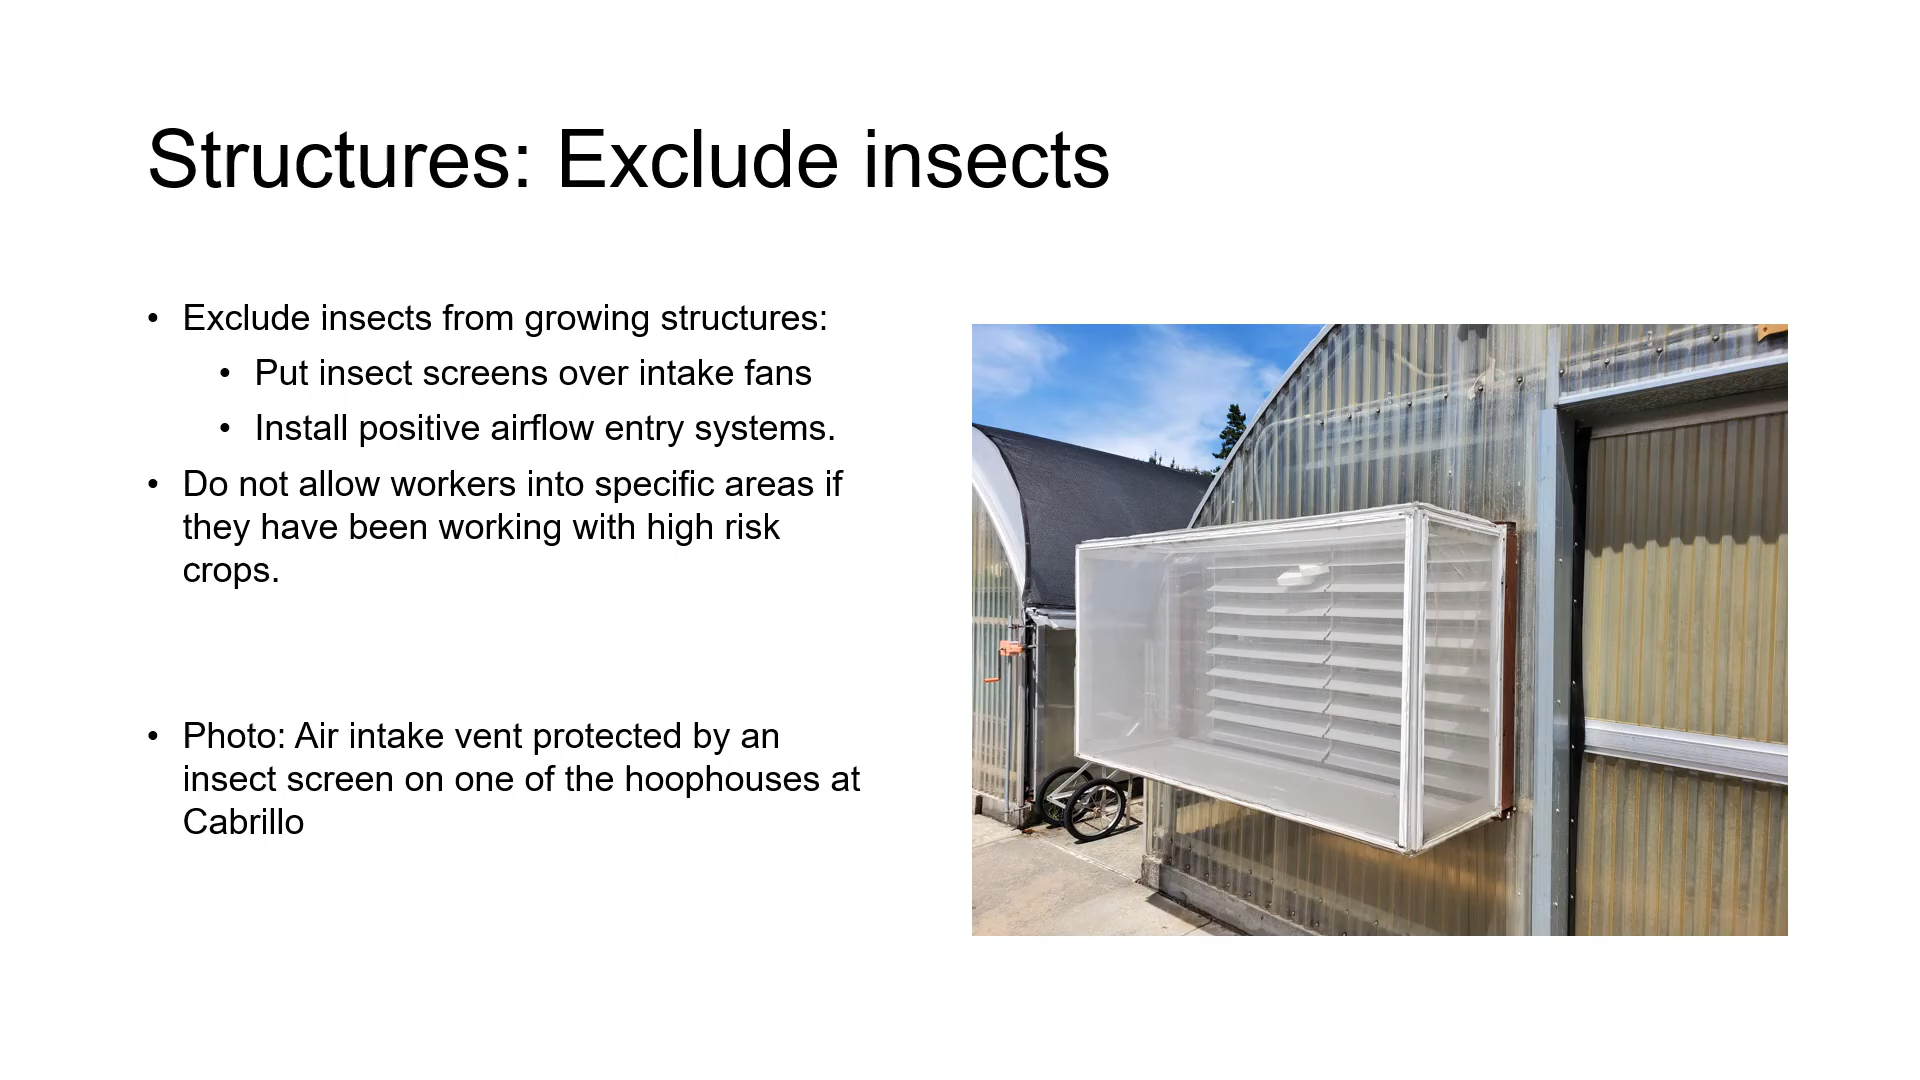 Structures: Exclude insects
• Exclude insects from growing structures:
• Put insect screens over intake fans
• Install positive airflow entry systems.
• Do not allow workers into specific areas if
they have been working with high risk
crops.
• Photo: Air intake vent protected by an
insect screen on one of the hoophouses at
Cabrillo